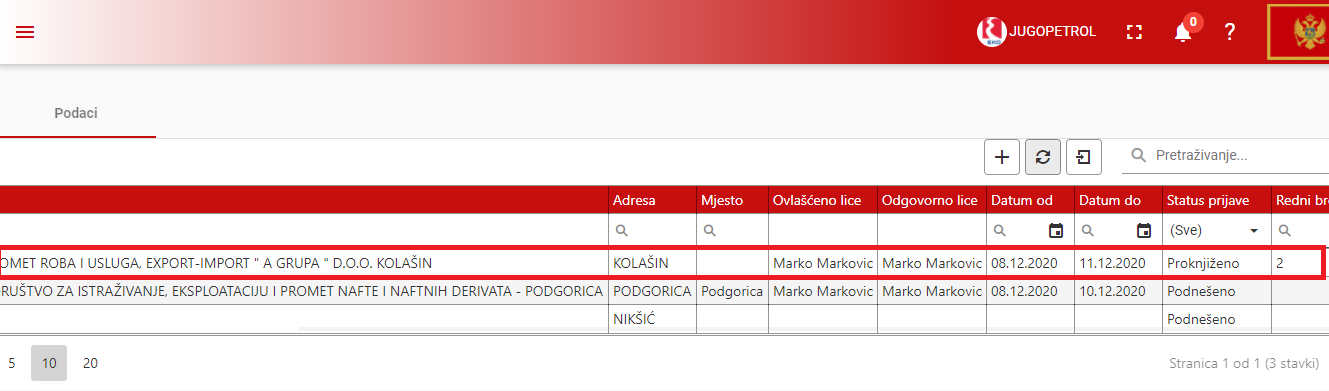 JUGOPETROL 0 ?
EKO
Podaci
Pretraživanje...
Adresa Mjesto Ovlašćeno lice Odgovorno lice Datum od Datum do Status prijave Redni bro
(Sve)
OMET ROBA I USLUGA, EXPORT-IMPORT " A GRUPA " D.O.O. KOLAŠIN KOLAŠIN Marko Markovic Marko Markovic 08.12.2020 11.12.2020 Proknjiženo 2
DRUŠTVO ZA ISTRAŽIVANJE, EKSPLOATACIJU I PROMET NAFTE I NAFTNIH DERIVATA - PODGORICA PODGORICA Podgorica Marko Markovic Marko Markovic 08.12.2020 10.12.2020 Podnešeno
NIKŠIĆ Podnešeno
5 10 20 Stranica 1 od 1 (3 stavki)